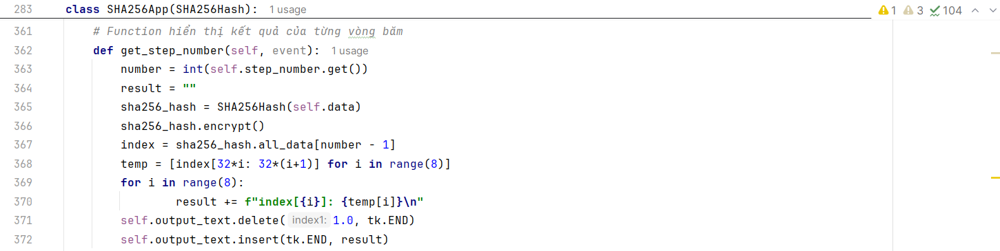 283 class SHA256App(SHA256Hash): 1 usage 1 3 104
361 # Function hiển thị kết quả của từng vòng băm
362 def get_step_number(self, event): 1 usage
363 number = int(self.step_number.get())
364 result = ""
365 sha256_hash = SHA256Hash(self.data)
366 sha256_hash.encrypt()
367 index = sha256_hash.all_data[number - 1]
368 temp = [index[32*i: 32*(i+1)] for i in range(8)]
369 for i in range(8):
370 result += f"index[{i}]: {temp[i]}\n"
371 self.output_text.delete( index1: 1.0, tk.END)
372 self.output_text.insert(tk.END, result)